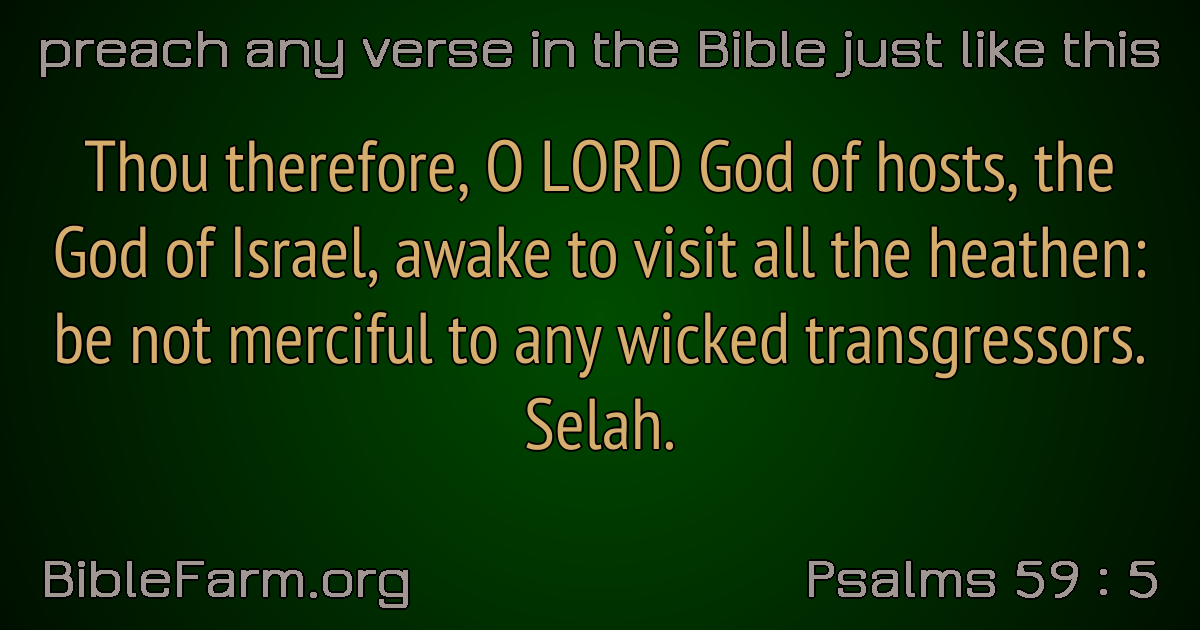 preach any verse in the Bible just like this
Thou therefore, O LORD God of hosts, the
God of Israel, awake to visit all the heathen:
be not merciful to any wicked transgressors.
Selah.
BibleFarm.org
Psalms 59 : 5